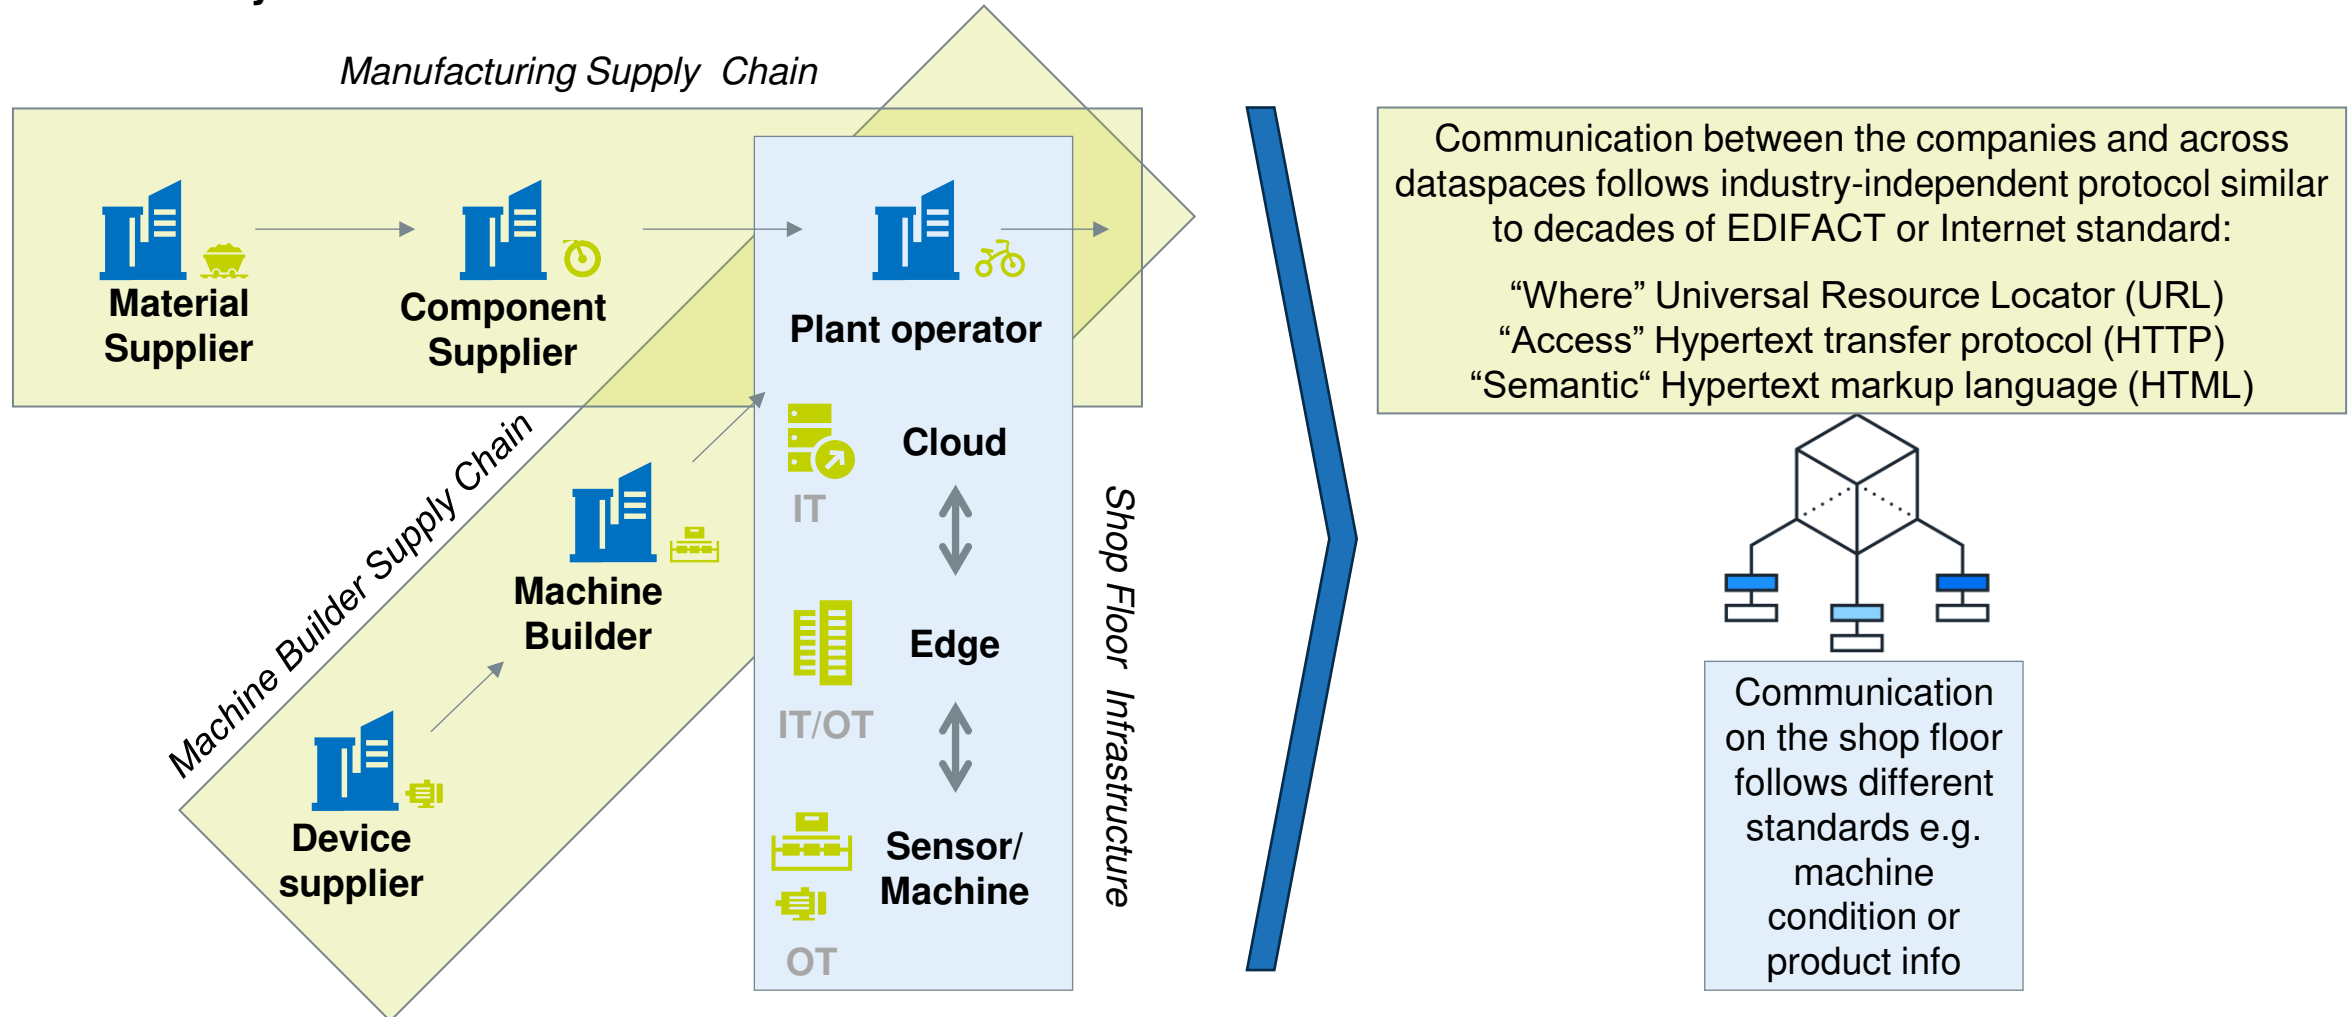 Manufacturing Supply Chain
Material
Supplier
Component
Supplier
Plant operator
Machine Builder Supply Chain
Machine
Builder
Device
supplier
Cloud
IT
Edge
IT/OT
Sensor/
Machine
OT
Shop Floor Infrastructure
Communication between the companies and across
dataspaces follows industry-independent protocol similar
to decades of EDIFACT or Internet standard:
“Where” Universal Resource Locator (URL)
“Access” Hypertext transfer protocol (HTTP)
“Semantic“ Hypertext markup language (HTML)
Communication
on the shop floor
follows different
standards e.g.
machine
condition or
product info